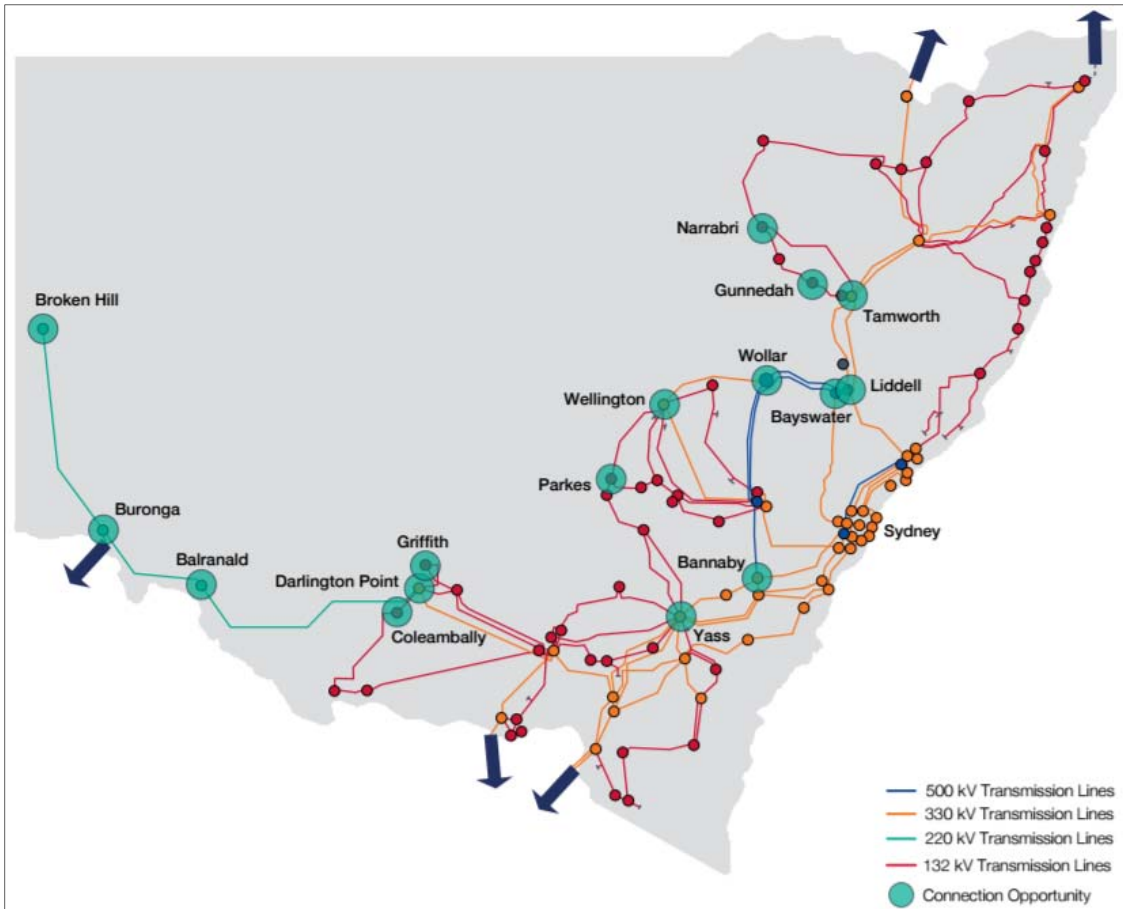 Narrabri
Gunnedah
Tamworth
Broken Hill
Wollar
Liddell
Wellington
Bayswater
Parkes
Buronga
Sydney
Griffith
Balranald
Bannaby
Darlington Point
Coleambally
Yass
500 kV Transmission Lines
330 kV Transmission Lines
220 kV Transmission Lines
132 kV Transmission Lines
Connection Opportunity